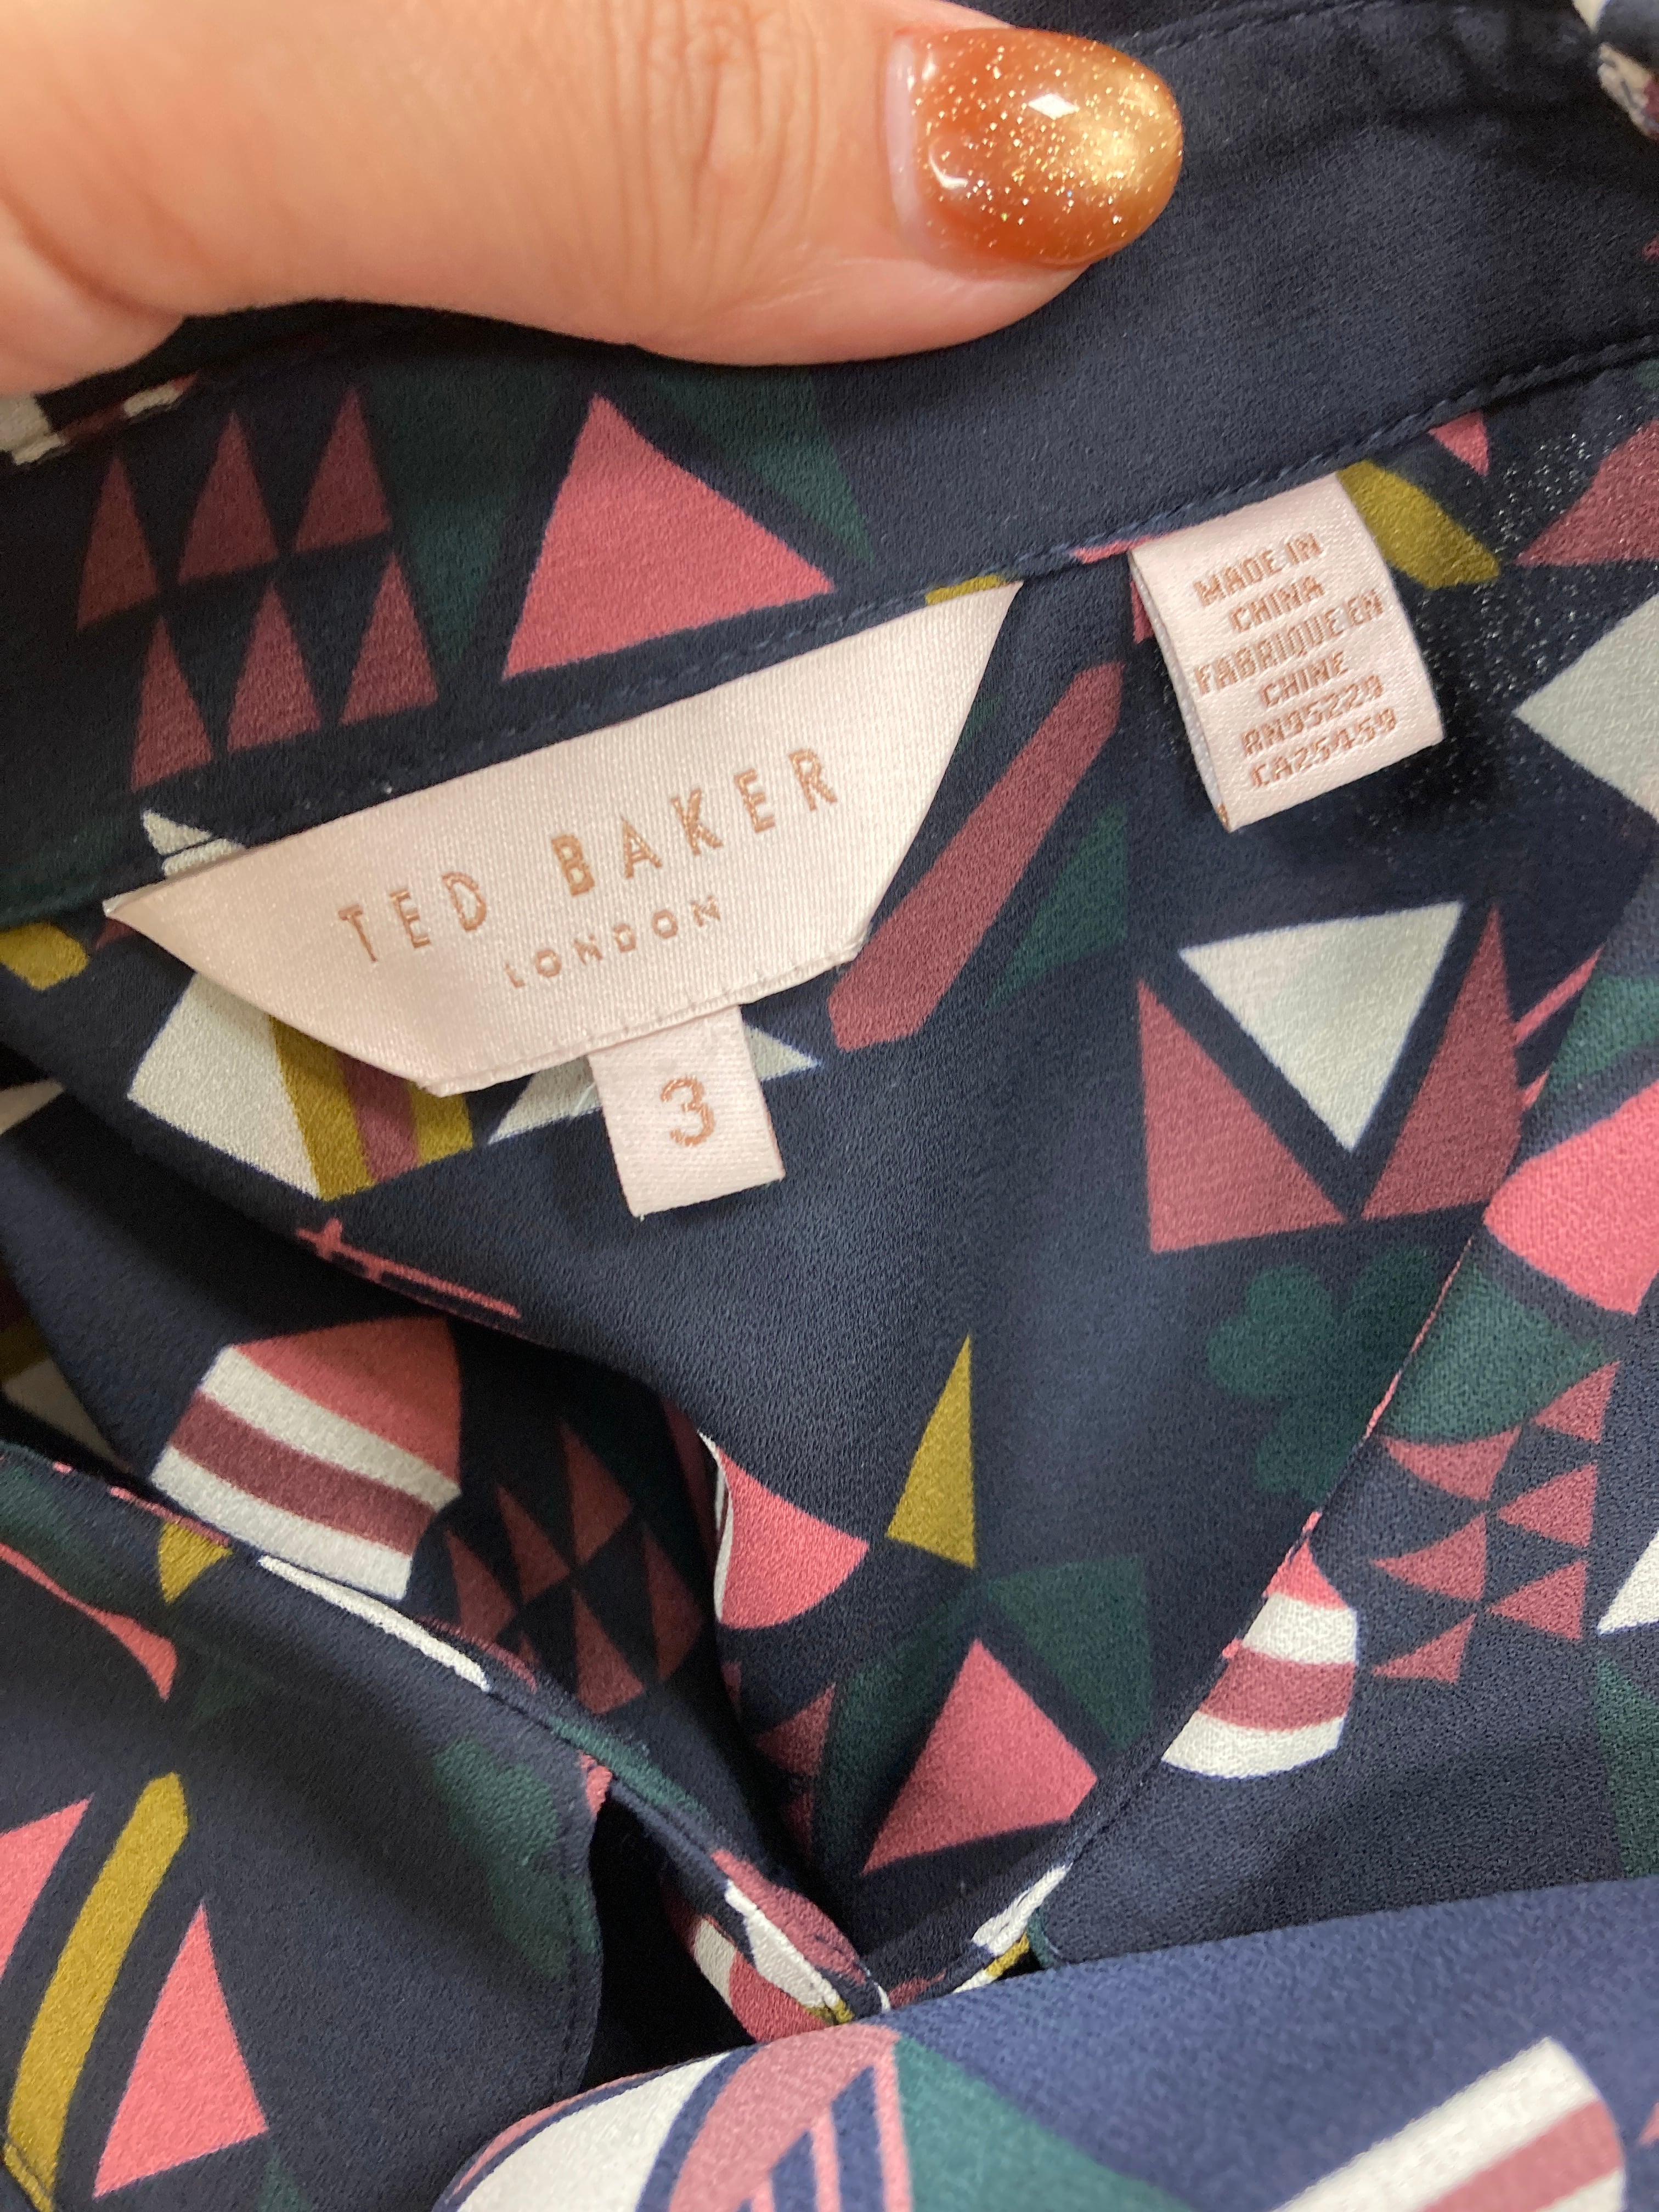 TED BAKER
LONDON
3
MADE IN
CHINA
FABRIQUE EN
CHINE
RN95229
CA25459